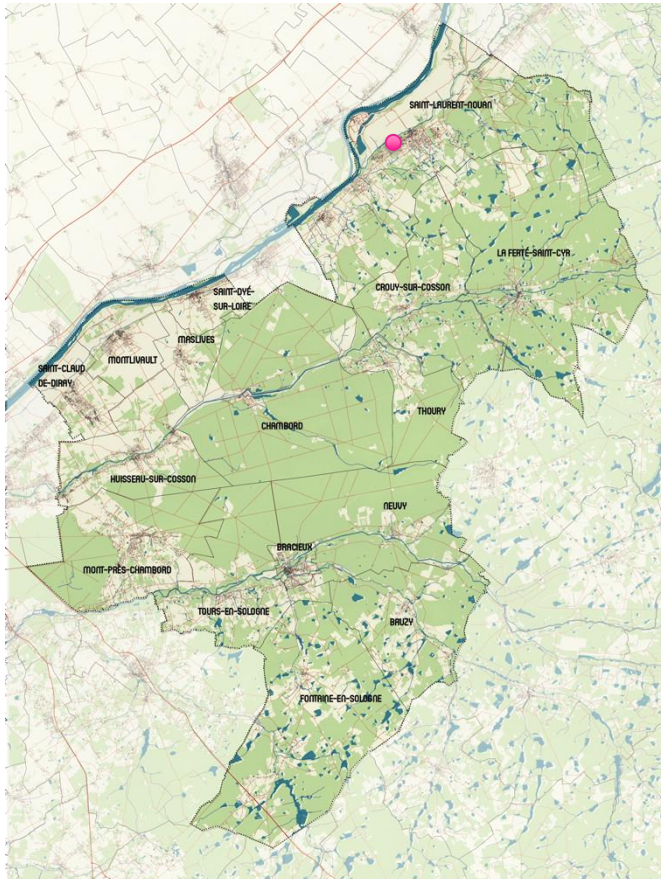 SAINT-LAURENT-NOUAN
LA FERTÉ-SAINT-CYR
CROUY-SUR-COSSON
SAINT-DYÉ-
SUR-LOIRE
MASLIVES
MONTLIVAULT
SAINT-CLAUD
DE-DIRAY
THOURY
CHAMBORD
HUISSEAU-SUR-COSSON
NEUVY
BRACIEUX
MONT-PRÈS-CHAMBORD
TOURS-EN-SOLOGNE
BAUZY
FONTAINE-EN-SOLOGNE